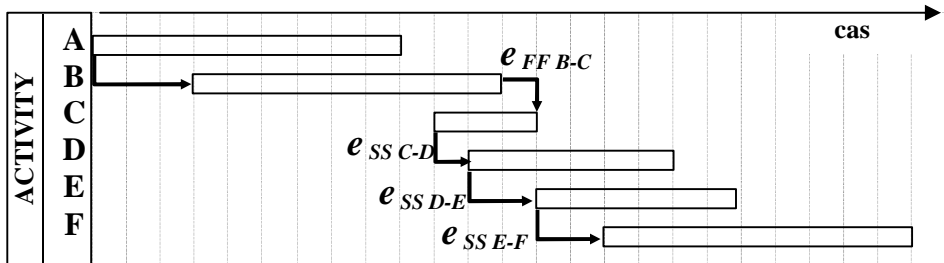 cas
ACTIVITY
A
B
C
D
E
F
e FF B-C
e SS C-D
e SS D-E
e SS E-F